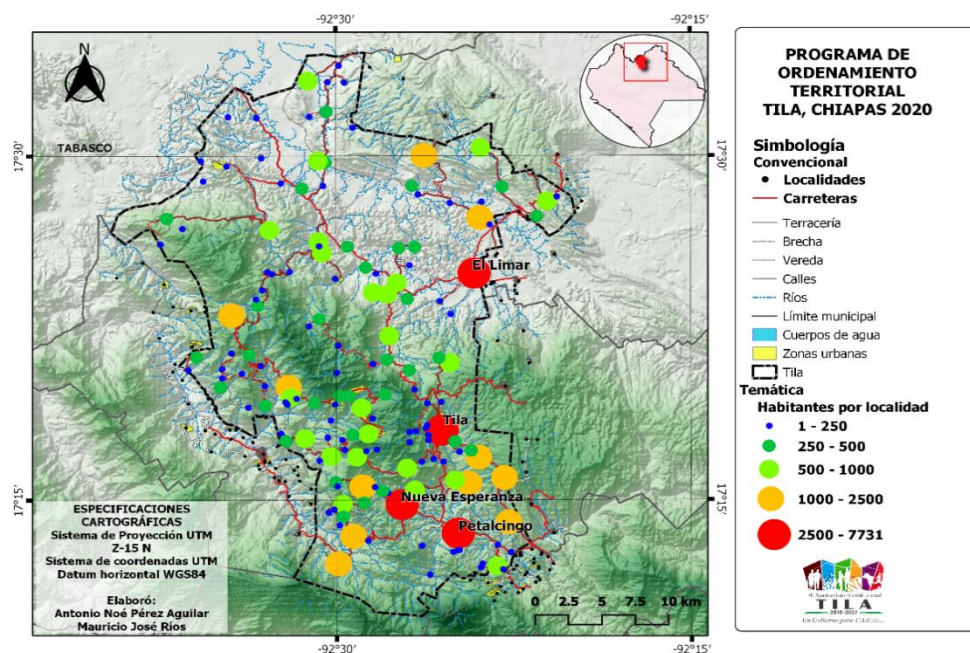 -92°30'
-92°15'
N
TABASCO
17°30'
17°30'
El Limar
Tila
17°15'
17°15'
Nueva Esperanza
Petalcingo
ESPECIFICACIONES
CARTOGRÁFICAS
Sistema de Proyección UTM
Z-15 N
Sistema de coordenadas UTM
Datum horizontal WGS84
Elaboró:
Antonio Noé Pérez Aguilar
Mauricio José Ríos
0 2.5 5 7.5 10 km
-92°30'
-92°15'
PROGRAMA DE
ORDENAMIENTO
TERRITORIAL
TILA, CHIAPAS 2020
Simbología
Convencional
Localidades
Carreteras
Terracería
Brecha
Vereda
Calles
Ríos
Límite municipal
Cuerpos de agua
Zonas urbanas
Tila
Temática
Habitantes por localidad
1 - 250
250 - 500
500 - 1000
1000 - 2500
2500 - 7731
TILA